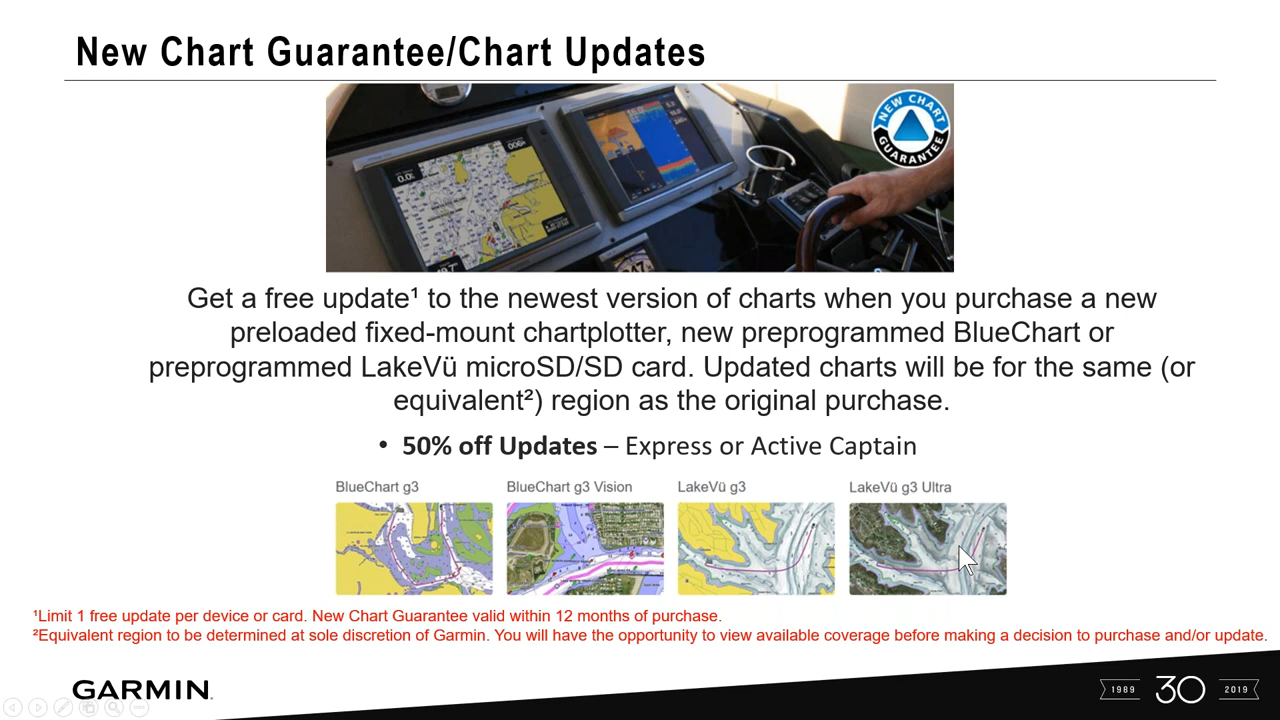 New Chart Guarantee/Chart Updates
NEW CHART
GUARANTEE
Get a free update¹ to the newest version of charts when you purchase a new
preloaded fixed-mount chartplotter, new preprogrammed BlueChart or
preprogrammed LakeVü microSD/SD card. Updated charts will be for the same (or
equivalent²) region as the original purchase.
• 50% off Updates – Express or Active Captain
BlueChart g3
BlueChart g3 Vision
LakeVü g3
LakeVü g3 Ultra
¹Limit 1 free update per device or card. New Chart Guarantee valid within 12 months of purchase.
²Equivalent region to be determined at sole discretion of Garmin. You will have the opportunity to view available coverage before making a decision to purchase and/or update.
GARMIN.
1989 30 2019